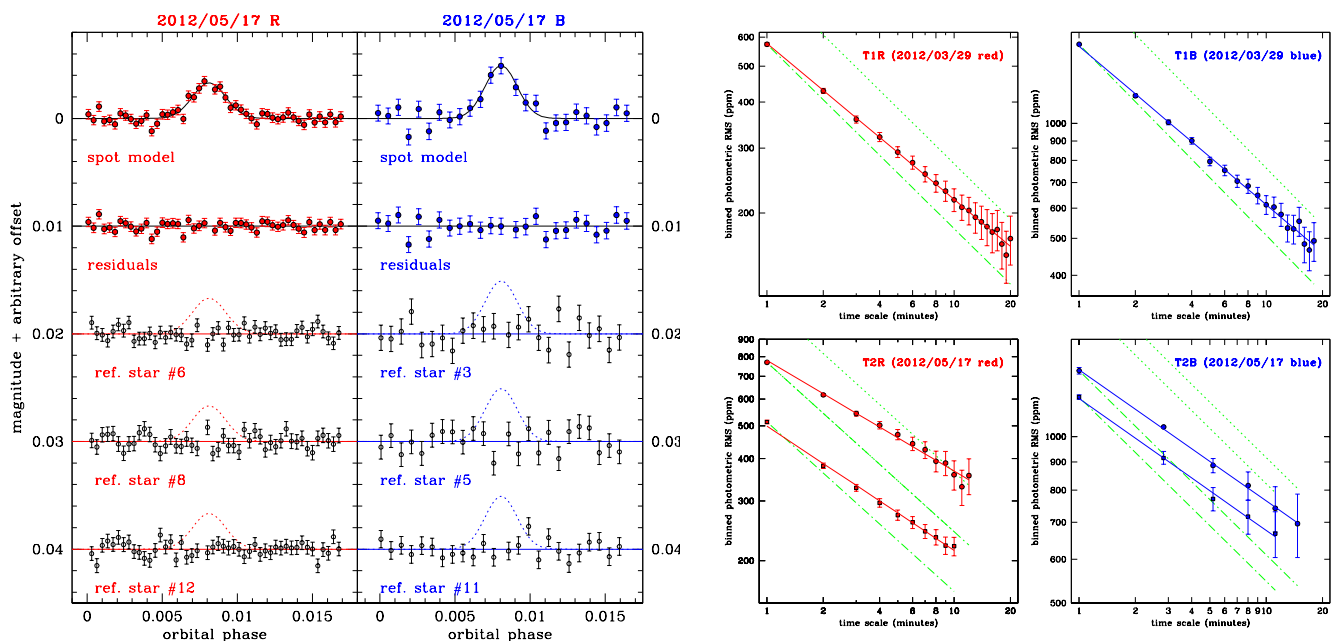 2012/05/17 R
2012/05/17 B
magnitude + arbitrary offset
0
0.01
0.02
0.03
0.04
spot model
residuals
ref. star #6
ref. star #8
ref. star #12
0 0.005 0.01 0.015
orbital phase
spot model
residuals
ref. star #3
ref. star #5
ref. star #11
0
0.01
0.02
0.03
0.04
0 0.005 0.01 0.015
orbital phase
T1R (2012/03/29 red)
binned photometric RMS (ppm)
600
500
400
300
200
1 2 4 6 8 10 20
time scale (minutes)
T1B (2012/03/29 blue)
binned photometric RMS (ppm)
1000
900
800
700
600
500
400
1 2 4 6 8 10 20
time scale (minutes)
T2R (2012/05/17 red)
binned photometric RMS (ppm)
900
800
700
600
500
400
300
200
1 2 4 6 8 10 20
time scale (minutes)
T2B (2012/05/17 blue)
binned photometric RMS (ppm)
1000
900
800
700
600
500
1 2 3 4 5 6 7 8 910 20
time scale (minutes)